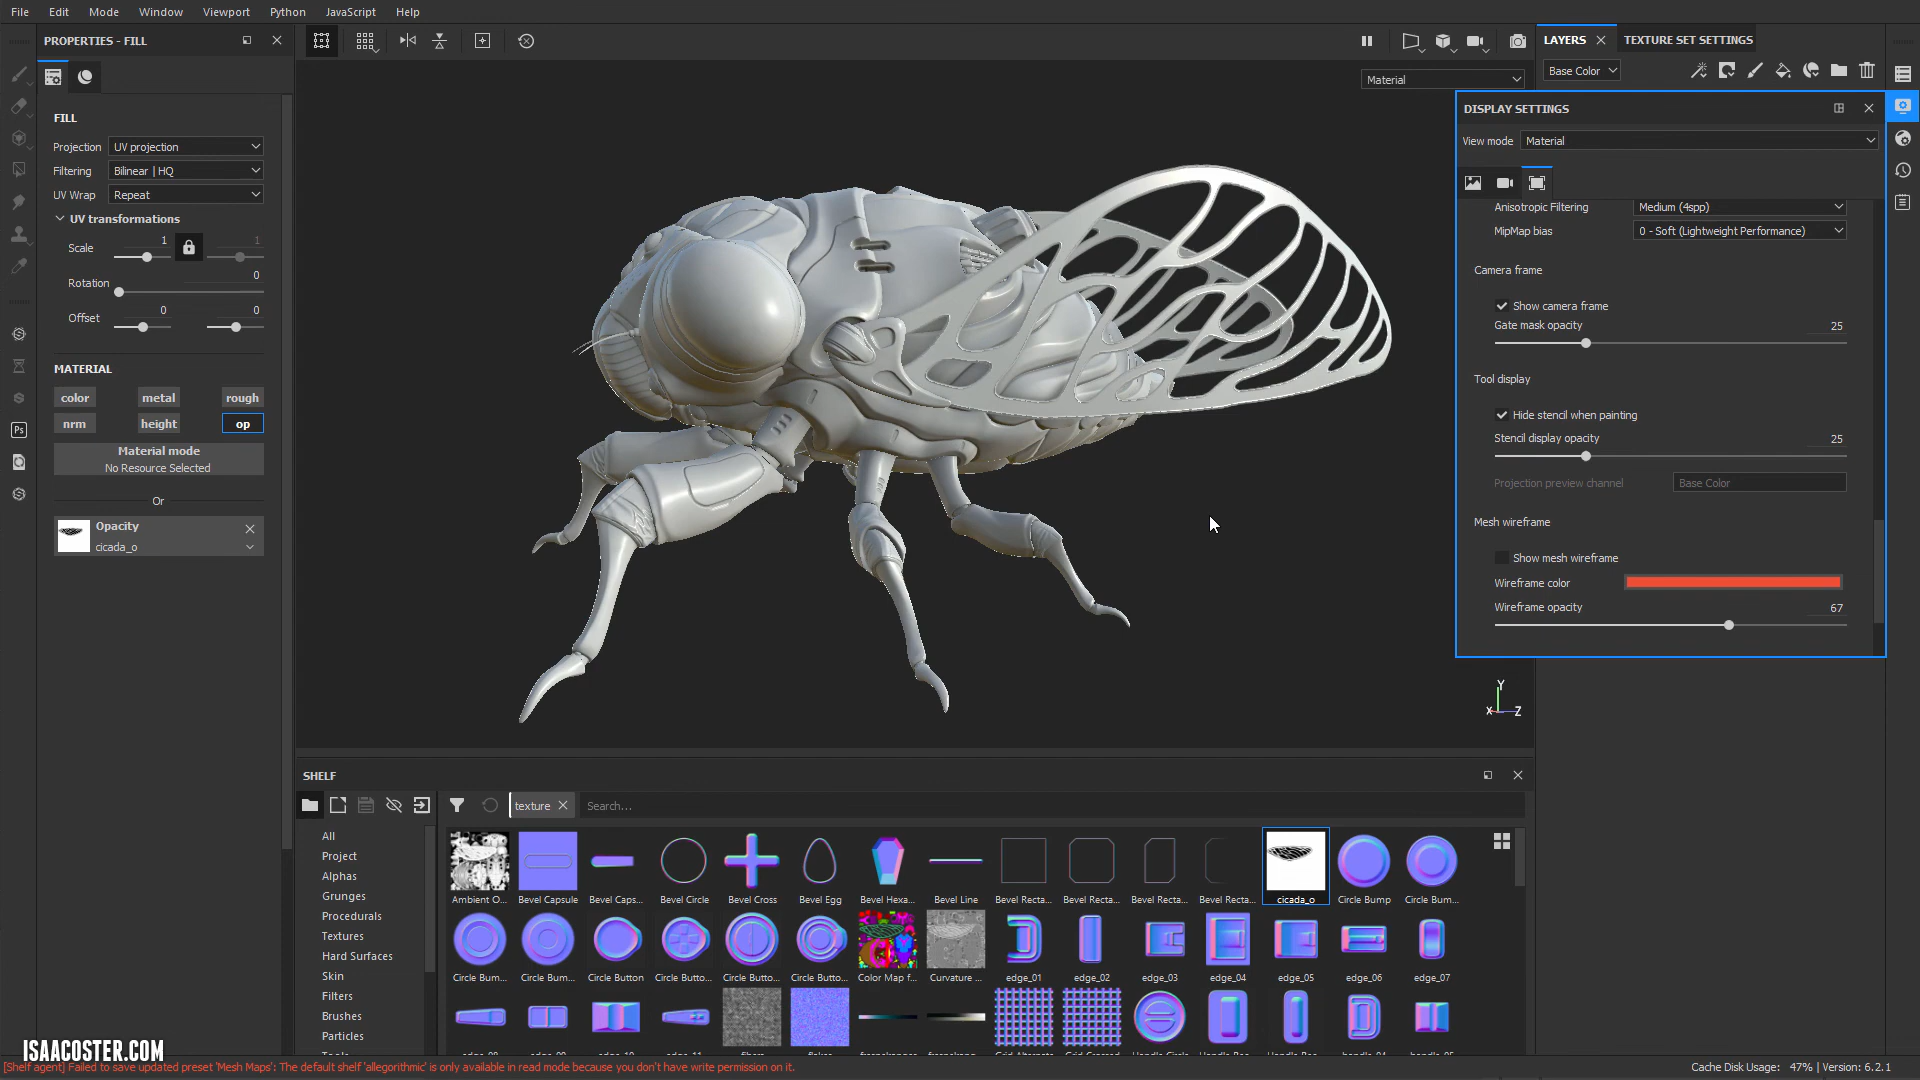 File Edit Mode Window Viewport Python JavaScript Help
PROPERTIES - FILL
LAYERS
TEXTURE SET SETTINGS
Base Color
Material
FILL
Projection UV projection
Filtering Bilinear | HQ
UV Wrap Repeat
UV transformations
Scale 1 1
Rotation 0
Offset 0 0
MATERIAL
color metal rough
nrm height op
Material mode
No Resource Selected
Or
Opacity
cicada_o
Ps
DISPLAY SETTINGS
View mode Material
Anisotropic Filtering Medium (4spp)
MipMap bias 0 - Soft (Lightweight Performance)
Camera frame
Show camera frame
Gate mask opacity 25
Tool display
Hide stencil when painting
Stencil display opacity 25
Projection preview channel Base Color
Mesh wireframe
Show mesh wireframe
Wireframe color
Wireframe opacity 67
Y
X Z
SHELF
texture Search...
All
Project
Alphas
Grunges
Procedurals
Textures
Hard Surfaces
Skin
Filters
Brushes
Particles
Ambient O... Bevel Capsule Bevel Caps... Bevel Circle Bevel Cross Bevel Egg Bevel Hexa... Bevel Line Bevel Recta... Bevel Recta... Bevel Recta... Bevel Recta... cicada_o Circle Bump Circle Bum...
Circle Bum... Circle Bum... Circle Button Circle Butto... Circle Butto... Circle Butto... Color Map f... Curvature ... edge_01 edge_02 edge_03 edge_04 edge_05 edge_06 edge_07
ISAACOSTER.COM
[Shelf agent] Failed to save updated preset 'Mesh Maps': The default shelf 'allegorithmic' is only available in read mode because you don't have write permission on it.
Cache Disk Usage: 47% | Version: 6.2.1